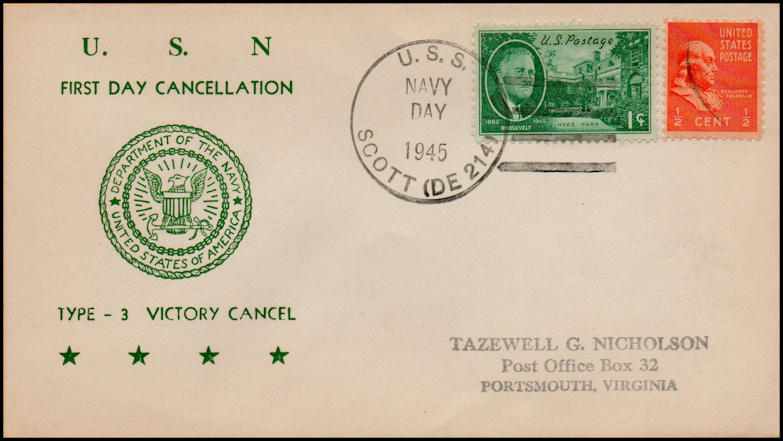 U. S. N
FIRST DAY CANCELLATION
DEPARTMENT OF THE NAVY
UNITED STATES OF AMERICA
TYPE - 3 VICTORY CANCEL
U. S. S.
NAVY
DAY
1945
SCOTT (DE 214)
U.S. Postage
1882 1945
ROOSEVELT
HYDE PARK
1¢
UNITED
STATES
POSTAGE
BENJAMIN
FRANKLIN
½ CENT ½
TAZEWELL G. NICHOLSON
Post Office Box 32
PORTSMOUTH, VIRGINIA